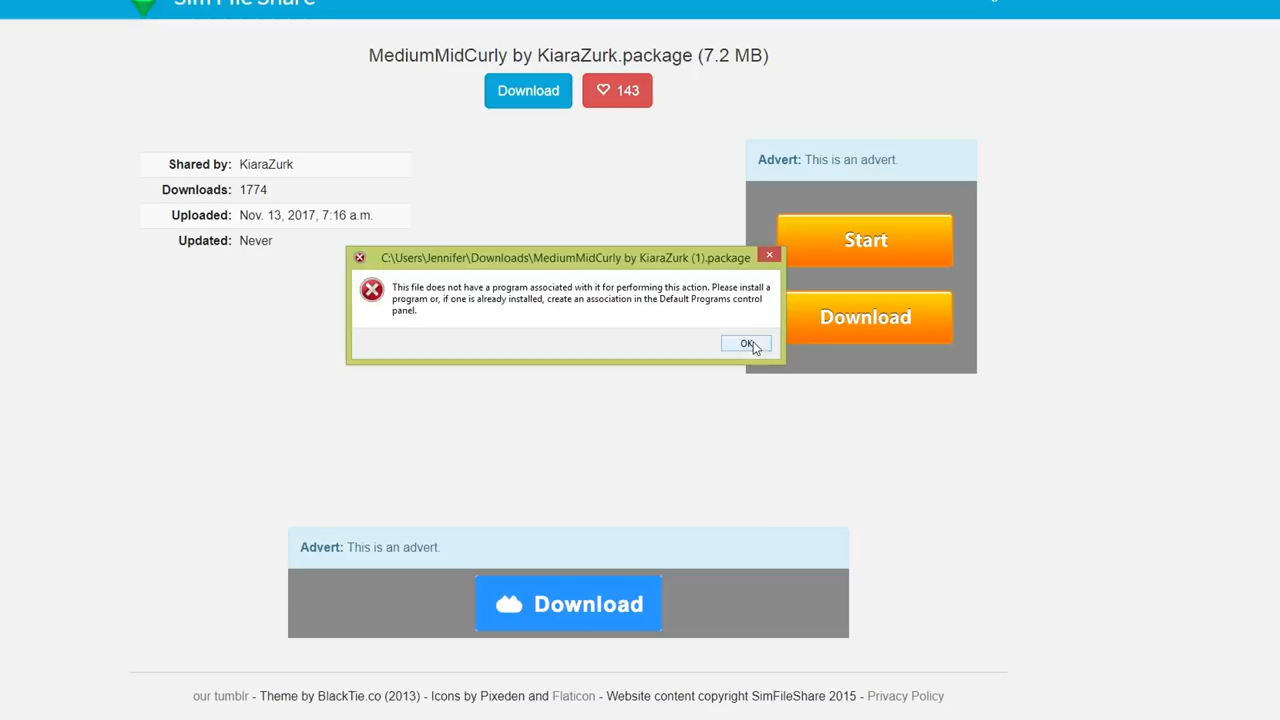 Sim File Share
MediumMidCurly by KiaraZurk.package (7.2 MB)
Download
143
Shared by: KiaraZurk
Downloads: 1774
Uploaded: Nov. 13, 2017, 7:16 a.m.
Updated: Never
Advert: This is an advert.
Start
Download
C:\Users\Jennifer\Downloads\MediumMidCurly by KiaraZurk (1).package
This file does not have a program associated with it for performing this action. Please install a
program or, if one is already installed, create an association in the Default Programs control
panel.
OK
Advert: This is an advert.
Download
our tumblr - Theme by BlackTie.co (2013) - Icons by Pixeden and Flaticon - Website content copyright SimFileShare 2015 - Privacy Policy